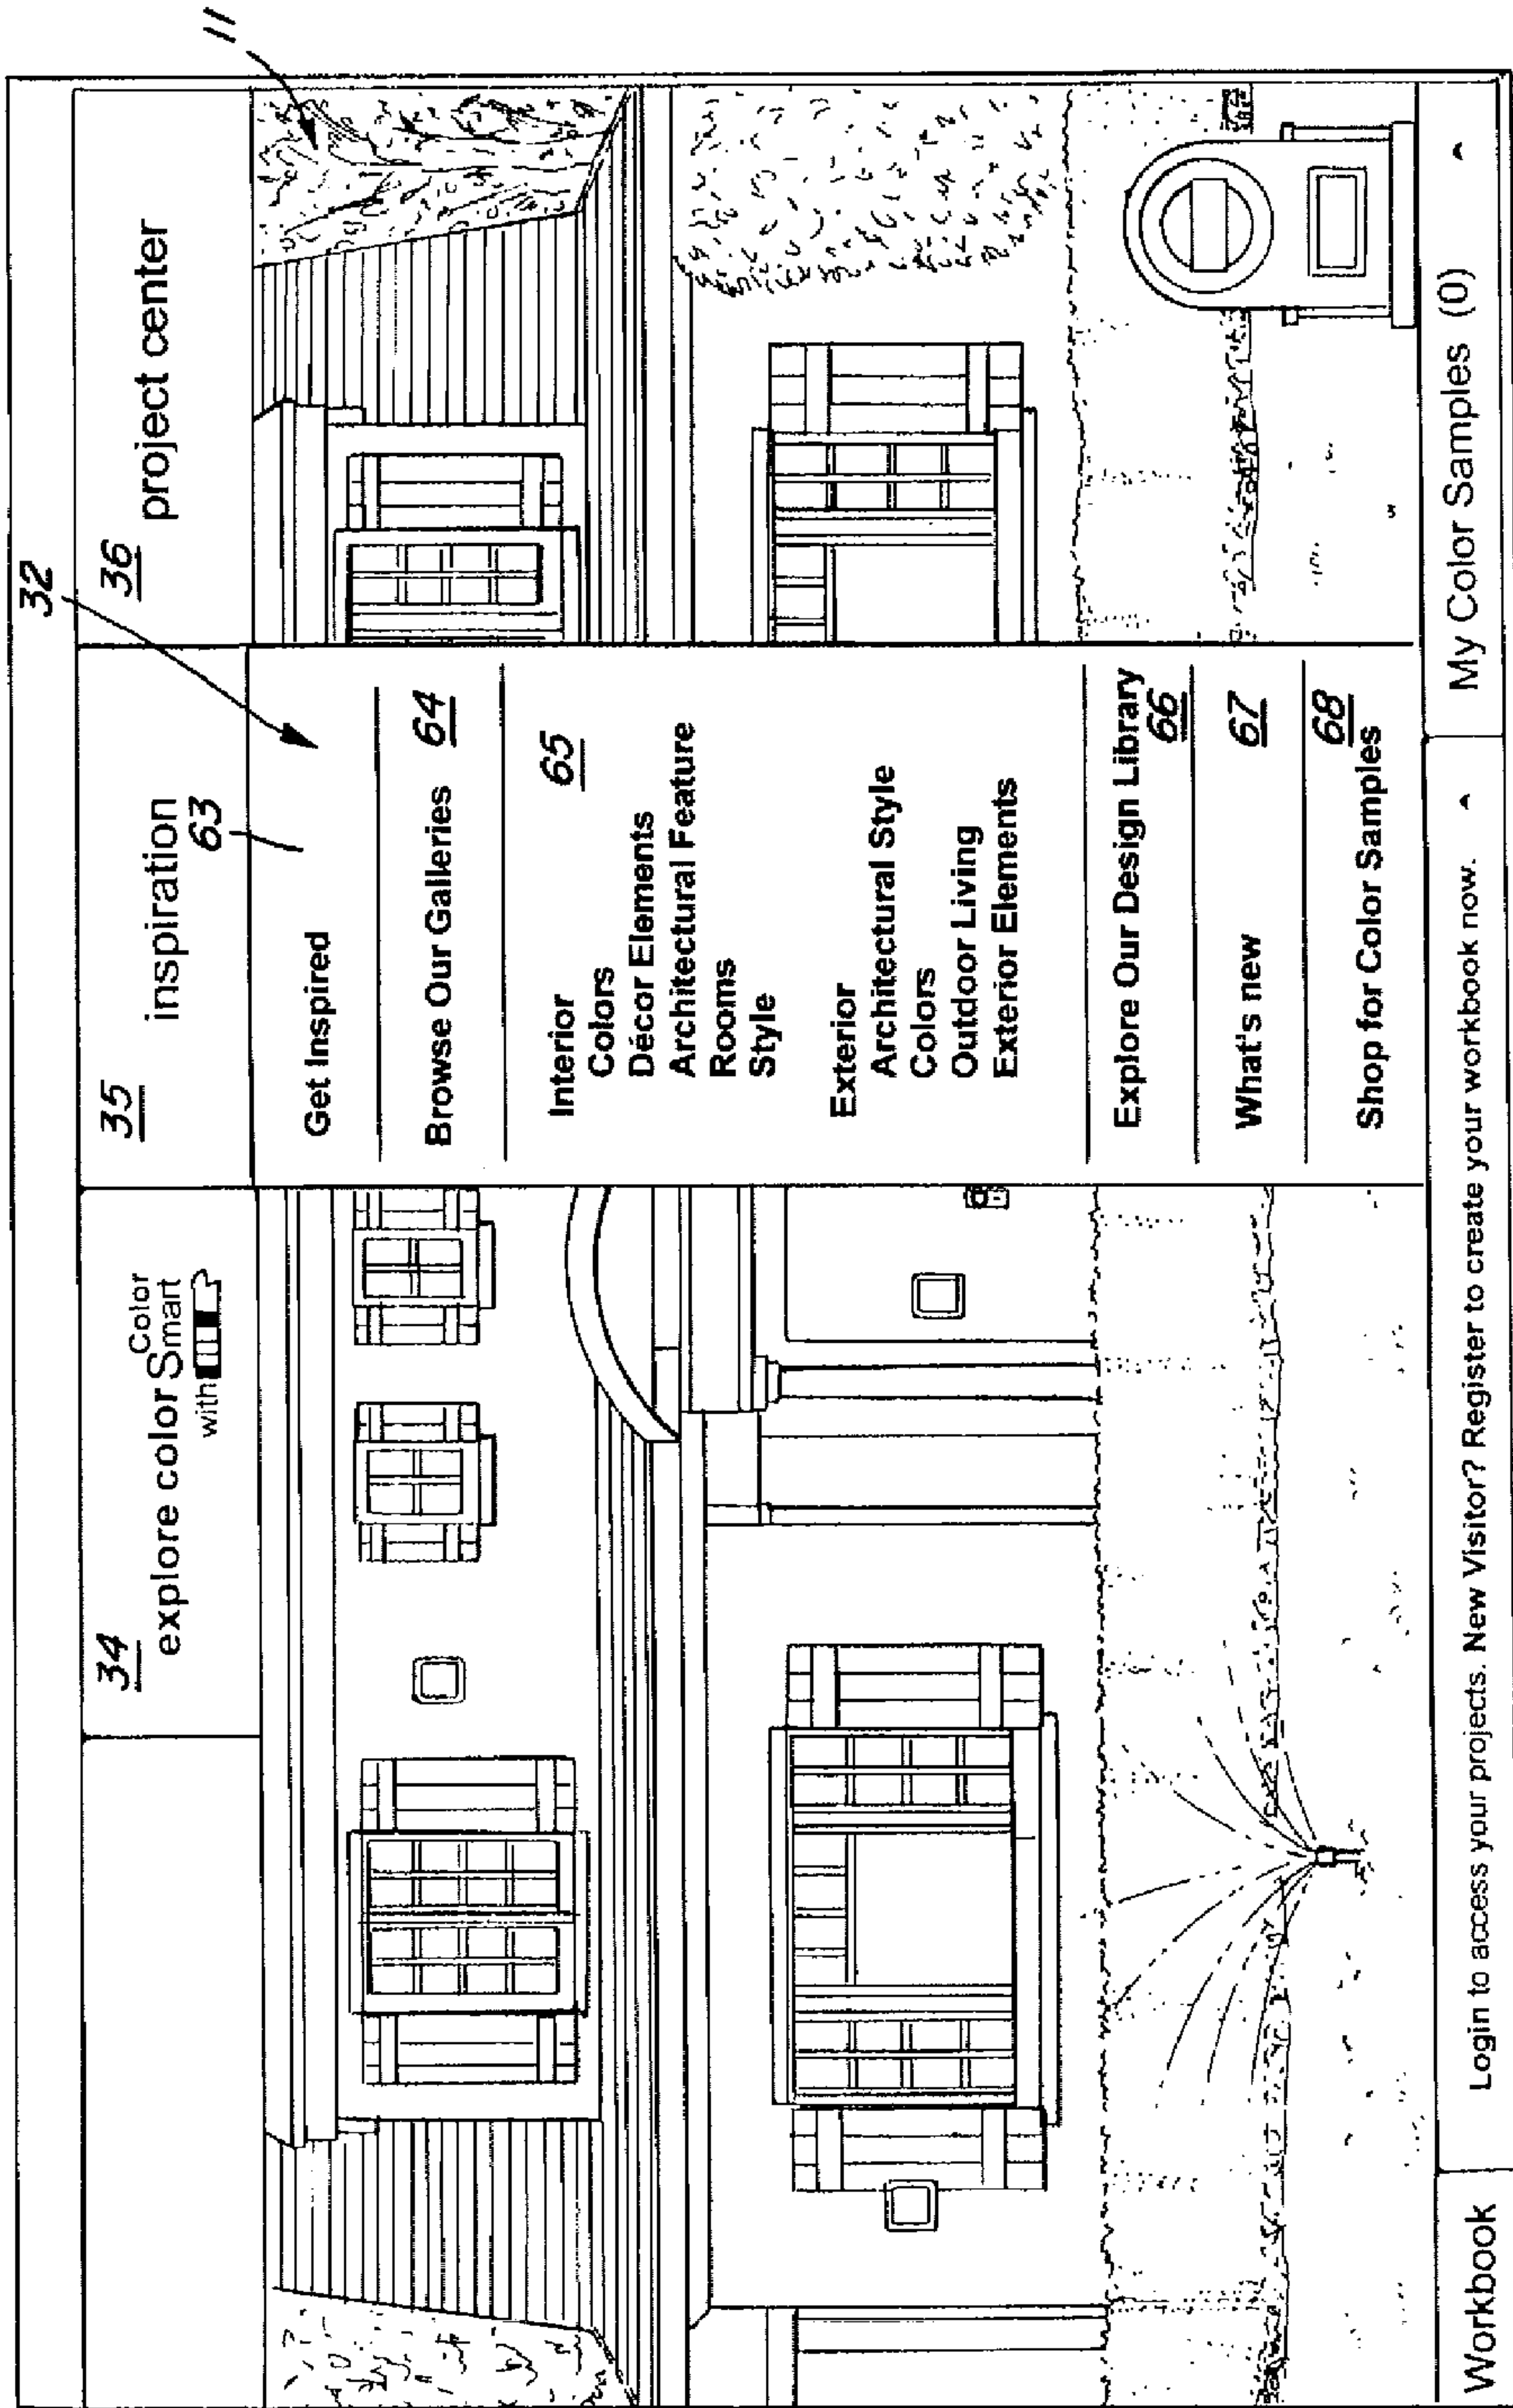 32
11
34
explore color
Color
Smart
with
35
inspiration
36
project center
63
Get Inspired
Browse Our Galleries 64
Interior 65
Colors
Décor Elements
Architectural Feature
Rooms
Style
Exterior
Architectural Style
Colors
Outdoor Living
Exterior Elements
Explore Our Design Library
66
What's new 67
68
Shop for Color Samples
Workbook
Login to access your projects. New Visitor? Register to create your workbook now.
My Color Samples (0)